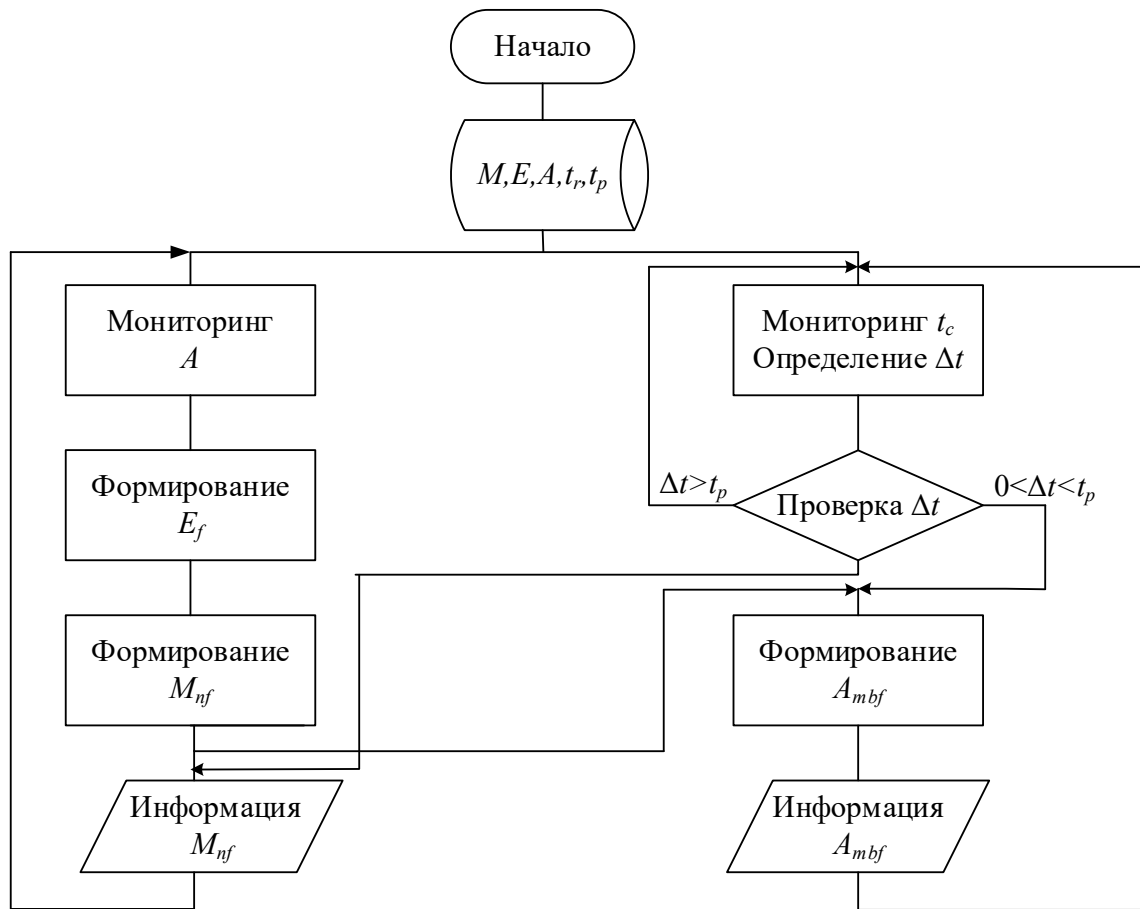 Начало
M,E,A,t_r,t_p
Мониторинг
A
Мониторинг t_c
Определение Δt
Формирование
E_f
Δt>t_p
Проверка Δt
0<Δt<t_p
Формирование
M_nf
Формирование
A_mbf
Информация
M_nf
Информация
A_mbf